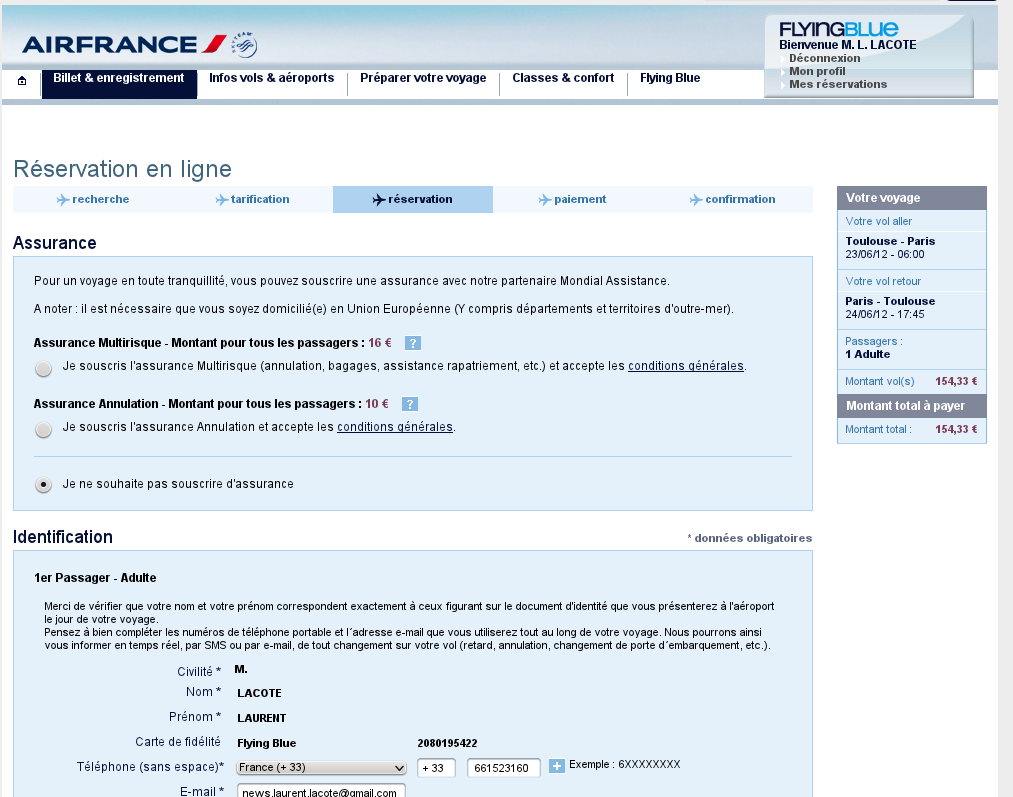 AIRFRANCE
FLYINGBLUE
Bienvenue M. L. LACOTE
Déconnexion
Mon profil
Mes réservations
Billet & enregistrement Infos vols & aéroports Préparer votre voyage Classes & confort Flying Blue
Réservation en ligne
recherche tarification réservation paiement confirmation
Assurance
Pour un voyage en toute tranquillité, vous pouvez souscrire une assurance avec notre partenaire Mondial Assistance.
A noter : il est nécessaire que vous soyez domicilié(e) en Union Européenne (Y compris départements et territoires d'outre-mer).
Assurance Multirisque - Montant pour tous les passagers : 16 € ?
Je souscris l'assurance Multirisque (annulation, bagages, assistance rapatriement, etc.) et accepte les conditions générales.
Assurance Annulation - Montant pour tous les passagers : 10 € ?
Je souscris l'assurance Annulation et accepte les conditions générales.
Je ne souhaite pas souscrire d'assurance
Votre voyage
Votre vol aller
Toulouse - Paris
23/06/12 - 06:00
Votre vol retour
Paris - Toulouse
24/06/12 - 17:45
Passagers :
1 Adulte
Montant vol(s) 154,33 €
Montant total à payer
Montant total : 154,33 €
Identification
* données obligatoires
1er Passager - Adulte
Merci de vérifier que votre nom et votre prénom correspondent exactement à ceux figurant sur le document d'identité que vous présenterez à l'aéroport
le jour de votre voyage.
Pensez à bien compléter les numéros de téléphone portable et l´adresse e-mail que vous utiliserez tout au long de votre voyage. Nous pourrons ainsi
vous informer en temps réel, par SMS ou par e-mail, de tout changement sur votre vol (retard, annulation, changement de porte d´embarquement, etc.).
Civilité * M.
Nom * LACOTE
Prénom * LAURENT
Carte de fidélité Flying Blue 2080195422
Téléphone (sans espace)* France (+ 33) + 33 661523160 + Exemple : 6XXXXXXXX
E-mail * news.laurent.lacote@gmail.com